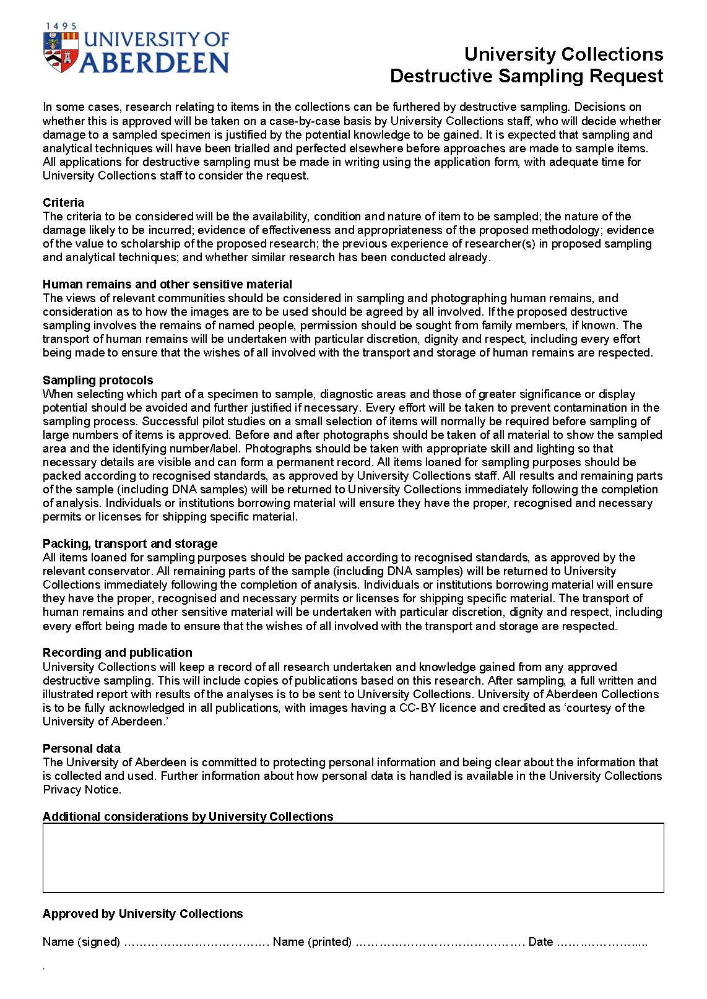 1495
UNIVERSITY OF
ABERDEEN
University Collections
Destructive Sampling Request
In some cases, research relating to items in the collections can be furthered by destructive sampling. Decisions on
whether this is approved will be taken on a case-by-case basis by University Collections staff, who will decide whether
damage to a sampled specimen is justified by the potential knowledge to be gained. It is expected that sampling and
analytical techniques will have been trialled and perfected elsewhere before approaches are made to sample items.
All applications for destructive sampling must be made in writing using the application form, with adequate time for
University Collections staff to consider the request.
Criteria
The criteria to be considered will be the availability, condition and nature of item to be sampled; the nature of the
damage likely to be incurred; evidence of effectiveness and appropriateness of the proposed methodology; evidence
of the value to scholarship of the proposed research; the previous experience of researcher(s) in proposed sampling
and analytical techniques; and whether similar research has been conducted already.
Human remains and other sensitive material
The views of relevant communities should be considered in sampling and photographing human remains, and
consideration as to how the images are to be used should be agreed by all involved. If the proposed destructive
sampling involves the remains of named people, permission should be sought from family members, if known. The
transport of human remains will be undertaken with particular discretion, dignity and respect, including every effort
being made to ensure that the wishes of all involved with the transport and storage of human remains are respected.
Sampling protocols
When selecting which part of a specimen to sample, diagnostic areas and those of greater significance or display
potential should be avoided and further justified if necessary. Every effort will be taken to prevent contamination in the
sampling process. Successful pilot studies on a small selection of items will normally be required before sampling of
large numbers of items is approved. Before and after photographs should be taken of all material to show the sampled
area and the identifying number/label. Photographs should be taken with appropriate skill and lighting so that
necessary details are visible and can form a permanent record. All items loaned for sampling purposes should be
packed according to recognised standards, as approved by University Collections staff. All results and remaining parts
of the sample (including DNA samples) will be returned to University Collections immediately following the completion
of analysis. Individuals or institutions borrowing material will ensure they have the proper, recognised and necessary
permits or licenses for shipping specific material.
Packing, transport and storage
All items loaned for sampling purposes should be packed according to recognised standards, as approved by the
relevant conservator. All remaining parts of the sample (including DNA samples) will be returned to University
Collections immediately following the completion of analysis. Individuals or institutions borrowing material will ensure
they have the proper, recognised and necessary permits or licenses for shipping specific material. The transport of
human remains and other sensitive material will be undertaken with particular discretion, dignity and respect, including
every effort being made to ensure that the wishes of all involved with the transport and storage are respected.
Recording and publication
University Collections will keep a record of all research undertaken and knowledge gained from any approved
destructive sampling. This will include copies of publications based on this research. After sampling, a full written and
illustrated report with results of the analyses is to be sent to University Collections. University of Aberdeen Collections
is to be fully acknowledged in all publications, with images having a CC-BY licence and credited as ‘courtesy of the
University of Aberdeen.’
Personal data
The University of Aberdeen is committed to protecting personal information and being clear about the information that
is collected and used. Further information about how personal data is handled is available in the University Collections
Privacy Notice.
Additional considerations by University Collections
Approved by University Collections
Name (signed) ………………………………. Name (printed) ……………………………………. Date …………………....
.